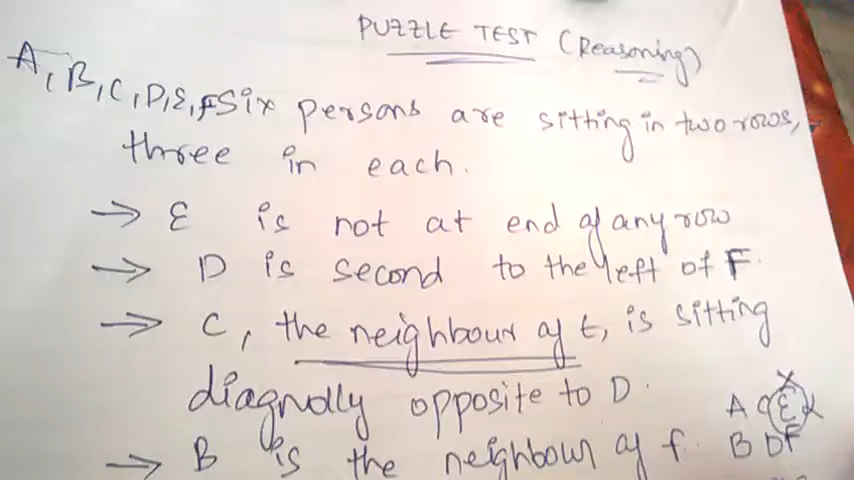 PUZZLE TEST (Reasoning)
A, B, C, D, E, F Six persons are sitting in two rows,
three in each.
→ E is not at end of any row
→ D is second to the left of F.
→ C, the neighbour of E, is sitting
diagnolly opposite to D.
→ B is the neighbour of f.
A C E
B D F